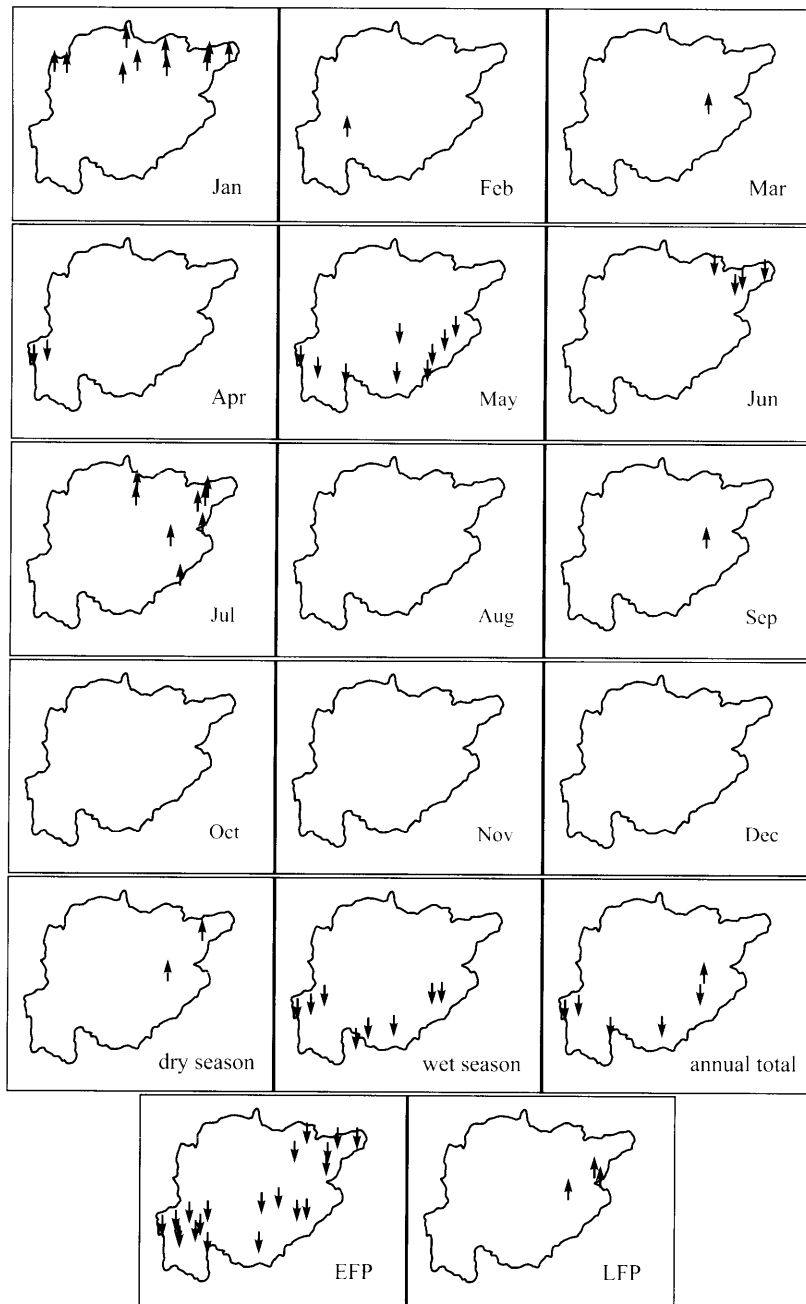 Jan
Feb
Mar
Apr
May
Jun
Jul
Aug
Sep
Oct
Nov
Dec
dry season
wet season
annual total
EFP
LFP